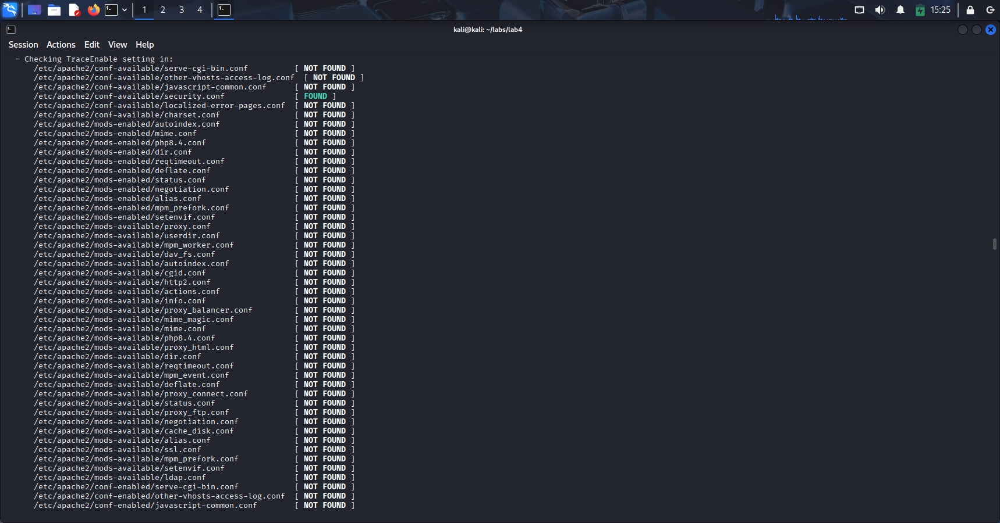 1 2 3 4 15:25
kali@kali: ~/labs/lab4
Session Actions Edit View Help
- Checking TraceEnable setting in:
/etc/apache2/conf-available/serve-cgi-bin.conf [ NOT FOUND ]
/etc/apache2/conf-available/other-vhosts-access-log.conf [ NOT FOUND ]
/etc/apache2/conf-available/javascript-common.conf [ NOT FOUND ]
/etc/apache2/conf-available/security.conf [ FOUND ]
/etc/apache2/conf-available/localized-error-pages.conf [ NOT FOUND ]
/etc/apache2/conf-available/charset.conf [ NOT FOUND ]
/etc/apache2/mods-enabled/autoindex.conf [ NOT FOUND ]
/etc/apache2/mods-enabled/mime.conf [ NOT FOUND ]
/etc/apache2/mods-enabled/php8.4.conf [ NOT FOUND ]
/etc/apache2/mods-enabled/dir.conf [ NOT FOUND ]
/etc/apache2/mods-enabled/reqtimeout.conf [ NOT FOUND ]
/etc/apache2/mods-enabled/deflate.conf [ NOT FOUND ]
/etc/apache2/mods-enabled/status.conf [ NOT FOUND ]
/etc/apache2/mods-enabled/negotiation.conf [ NOT FOUND ]
/etc/apache2/mods-enabled/alias.conf [ NOT FOUND ]
/etc/apache2/mods-enabled/mpm_prefork.conf [ NOT FOUND ]
/etc/apache2/mods-enabled/setenvif.conf [ NOT FOUND ]
/etc/apache2/mods-available/proxy.conf [ NOT FOUND ]
/etc/apache2/mods-available/userdir.conf [ NOT FOUND ]
/etc/apache2/mods-available/mpm_worker.conf [ NOT FOUND ]
/etc/apache2/mods-available/dav_fs.conf [ NOT FOUND ]
/etc/apache2/mods-available/autoindex.conf [ NOT FOUND ]
/etc/apache2/mods-available/cgid.conf [ NOT FOUND ]
/etc/apache2/mods-available/http2.conf [ NOT FOUND ]
/etc/apache2/mods-available/actions.conf [ NOT FOUND ]
/etc/apache2/mods-available/info.conf [ NOT FOUND ]
/etc/apache2/mods-available/proxy_balancer.conf [ NOT FOUND ]
/etc/apache2/mods-available/mime_magic.conf [ NOT FOUND ]
/etc/apache2/mods-available/mime.conf [ NOT FOUND ]
/etc/apache2/mods-available/php8.4.conf [ NOT FOUND ]
/etc/apache2/mods-available/proxy_html.conf [ NOT FOUND ]
/etc/apache2/mods-available/dir.conf [ NOT FOUND ]
/etc/apache2/mods-available/reqtimeout.conf [ NOT FOUND ]
/etc/apache2/mods-available/mpm_event.conf [ NOT FOUND ]
/etc/apache2/mods-available/deflate.conf [ NOT FOUND ]
/etc/apache2/mods-available/proxy_connect.conf [ NOT FOUND ]
/etc/apache2/mods-available/status.conf [ NOT FOUND ]
/etc/apache2/mods-available/proxy_ftp.conf [ NOT FOUND ]
/etc/apache2/mods-available/negotiation.conf [ NOT FOUND ]
/etc/apache2/mods-available/cache_disk.conf [ NOT FOUND ]
/etc/apache2/mods-available/alias.conf [ NOT FOUND ]
/etc/apache2/mods-available/ssl.conf [ NOT FOUND ]
/etc/apache2/mods-available/mpm_prefork.conf [ NOT FOUND ]
/etc/apache2/mods-available/setenvif.conf [ NOT FOUND ]
/etc/apache2/mods-available/ldap.conf [ NOT FOUND ]
/etc/apache2/conf-enabled/serve-cgi-bin.conf [ NOT FOUND ]
/etc/apache2/conf-enabled/other-vhosts-access-log.conf [ NOT FOUND ]
/etc/apache2/conf-enabled/javascript-common.conf [ NOT FOUND ]